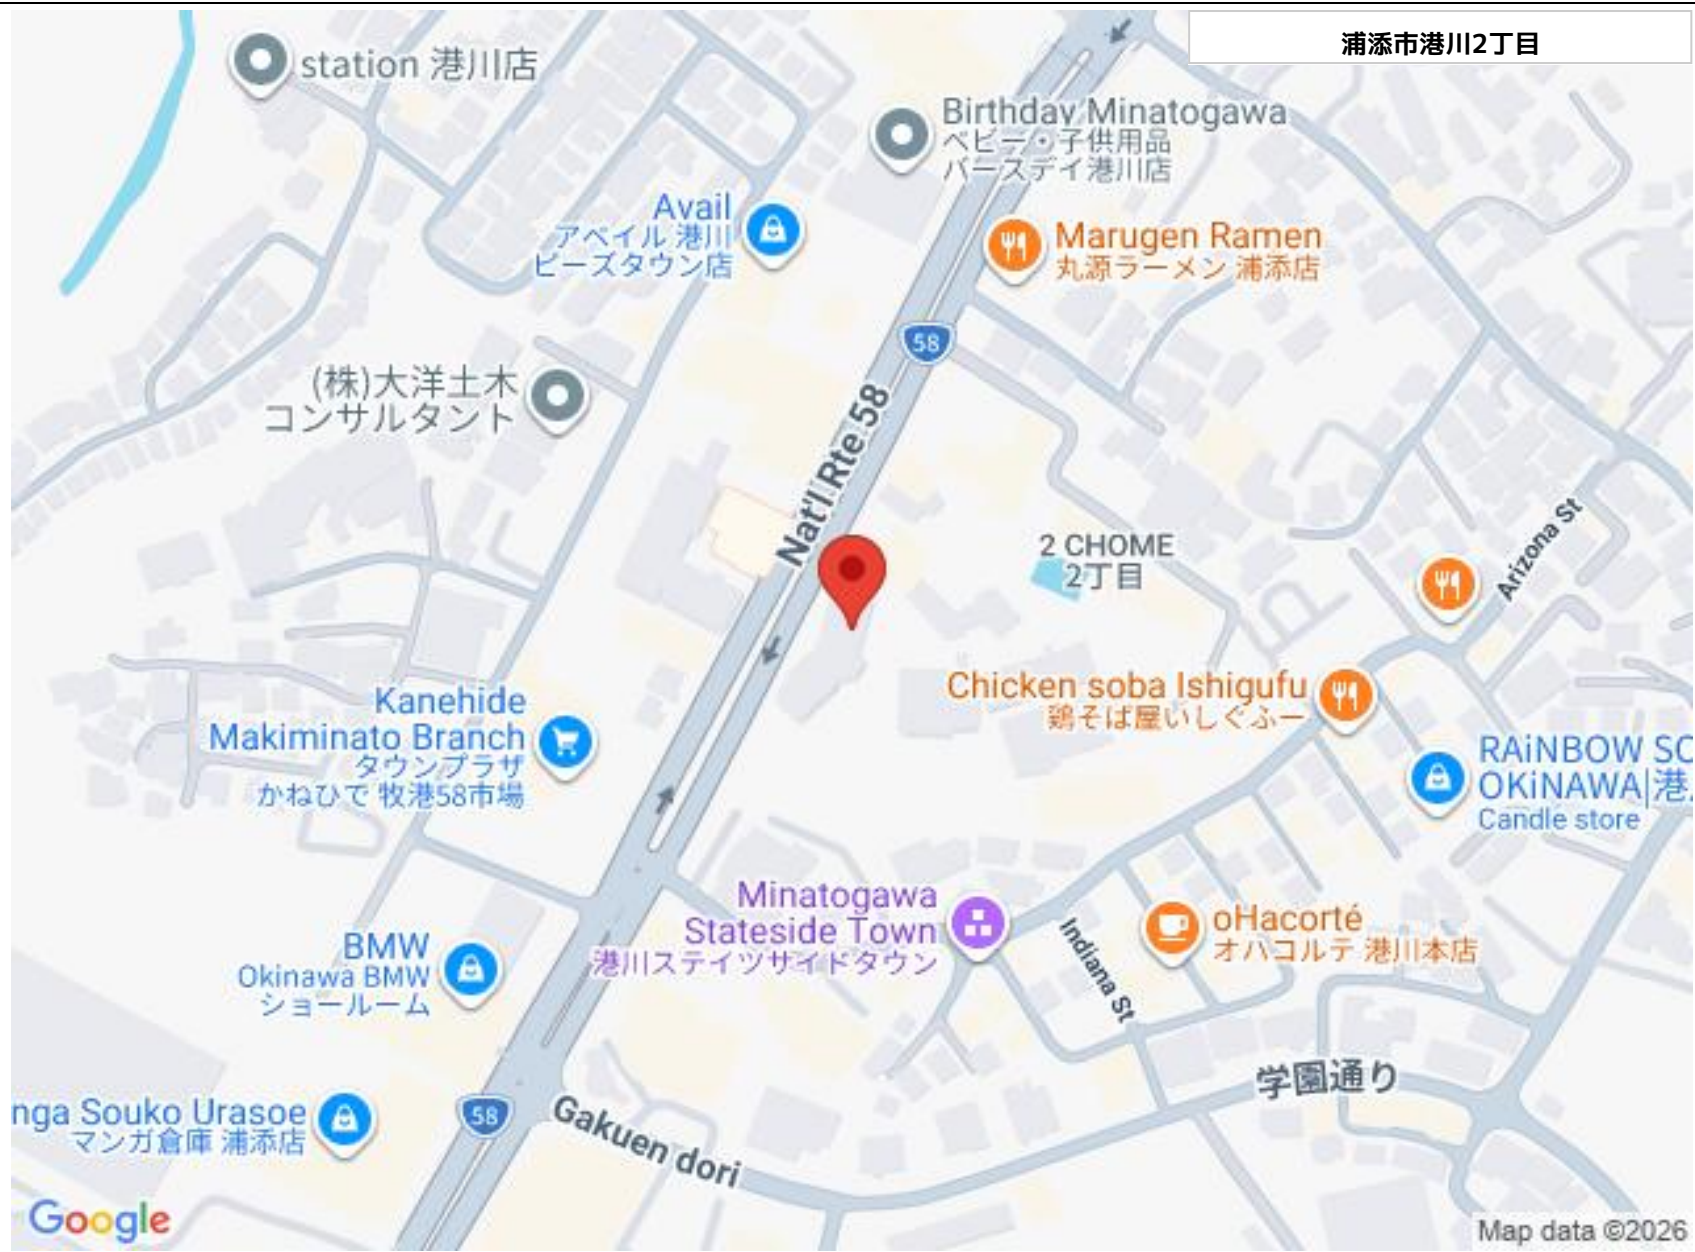 浦添市港川2丁目
station 港川店
Birthday Minatogawa
ベビー・子供用品
バースデイ港川店
Avail
アベイル 港川
ピーズタウン店
Marugen Ramen
丸源ラーメン 浦添店
58
(株)大洋土木
コンサルタント
Nat'l Rte 58
2 CHOME
2丁目
Arizona St
Chicken soba Ishigufu
鶏そば屋いしぐふー
Kanehide
Makiminato Branch
タウンプラザ
かねひで 牧港58市場
RAiNBOW SC
OKiNAWA|港
Candle store
Minatogawa
Stateside Town
港川ステイツサイドタウン
oHacorté
オハコルテ 港川本店
Indiana St
BMW
Okinawa BMW
ショールーム
学園通り
nga Souko Urasoe
マンガ倉庫 浦添店
58
Gakuen dori
Google
Map data ©2026